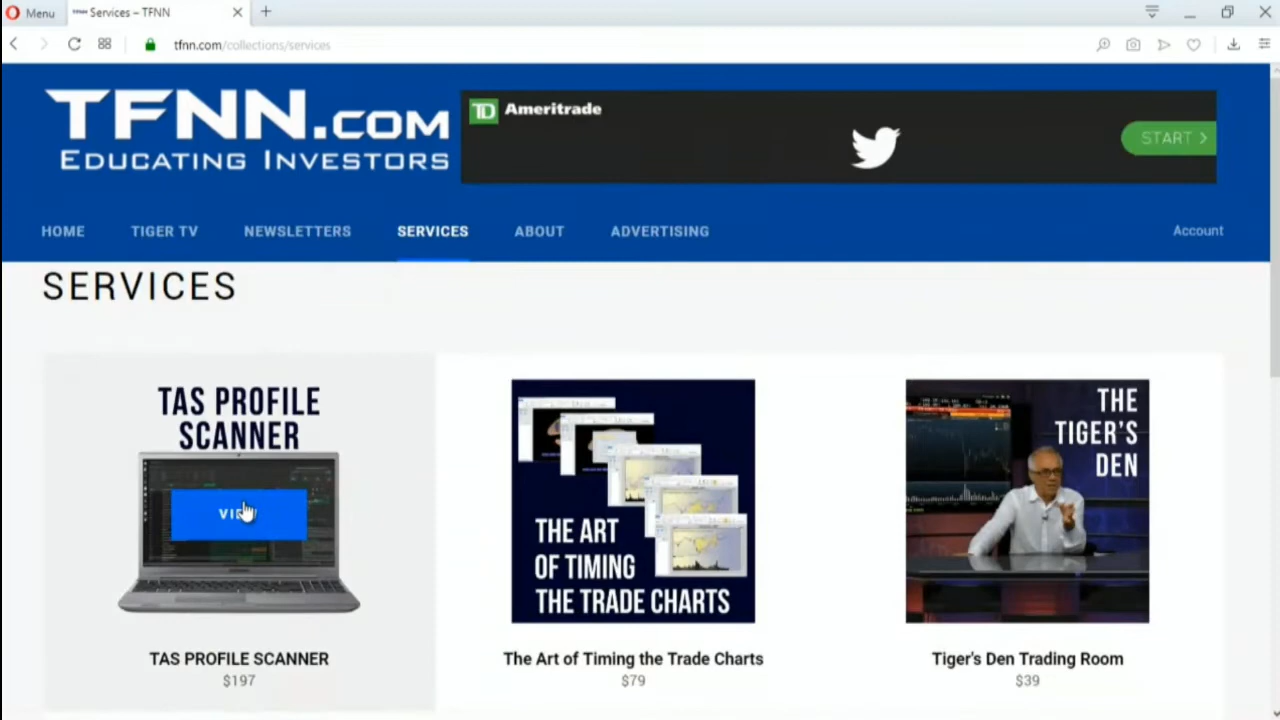 Menu
Services – TFNN
tfnn.com/collections/services
TFNN.COM
EDUCATING INVESTORS
TD Ameritrade
START >
HOME TIGER TV NEWSLETTERS SERVICES ABOUT ADVERTISING Account
SERVICES
TAS PROFILE
SCANNER
THE ART
OF TIMING
THE TRADE CHARTS
THE
TIGER'S
DEN
TAS PROFILE SCANNER
$197
The Art of Timing the Trade Charts
$79
Tiger's Den Trading Room
$39